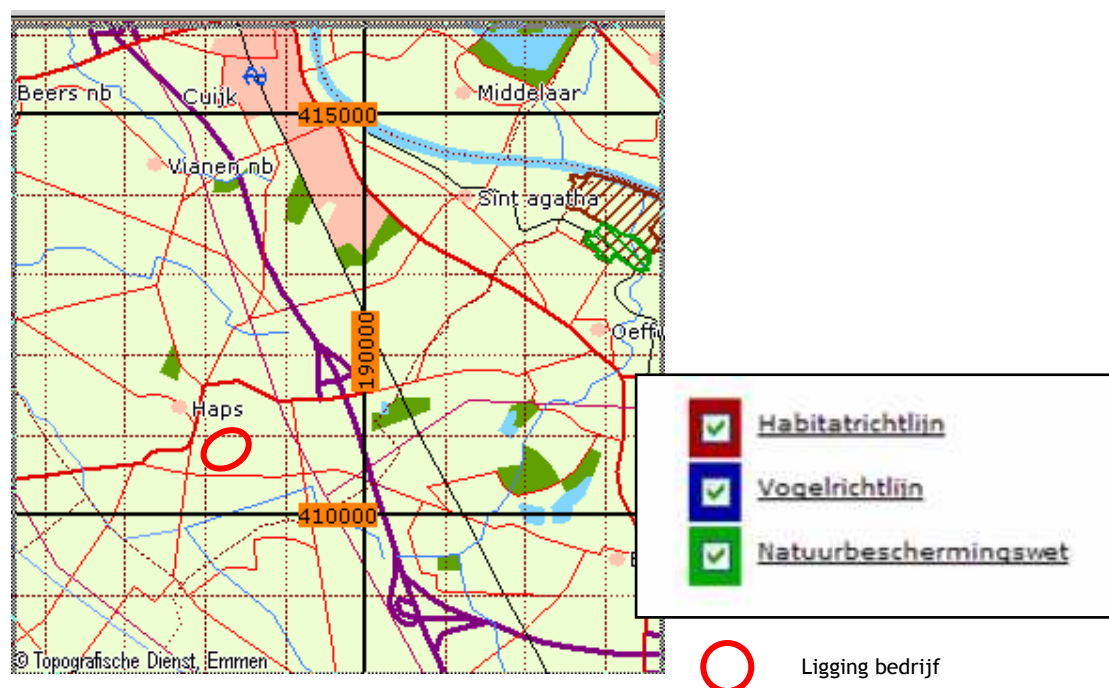 Beers nb
Cuijk
Middelaar
415000
Vianen nb
Sint agatha
190000
Oeff
Haps
Habitatrichtlijn
Vogelrichtlijn
410000
Natuurbeschermingswet
© Topografische Dienst, Emmen
Ligging bedrijf